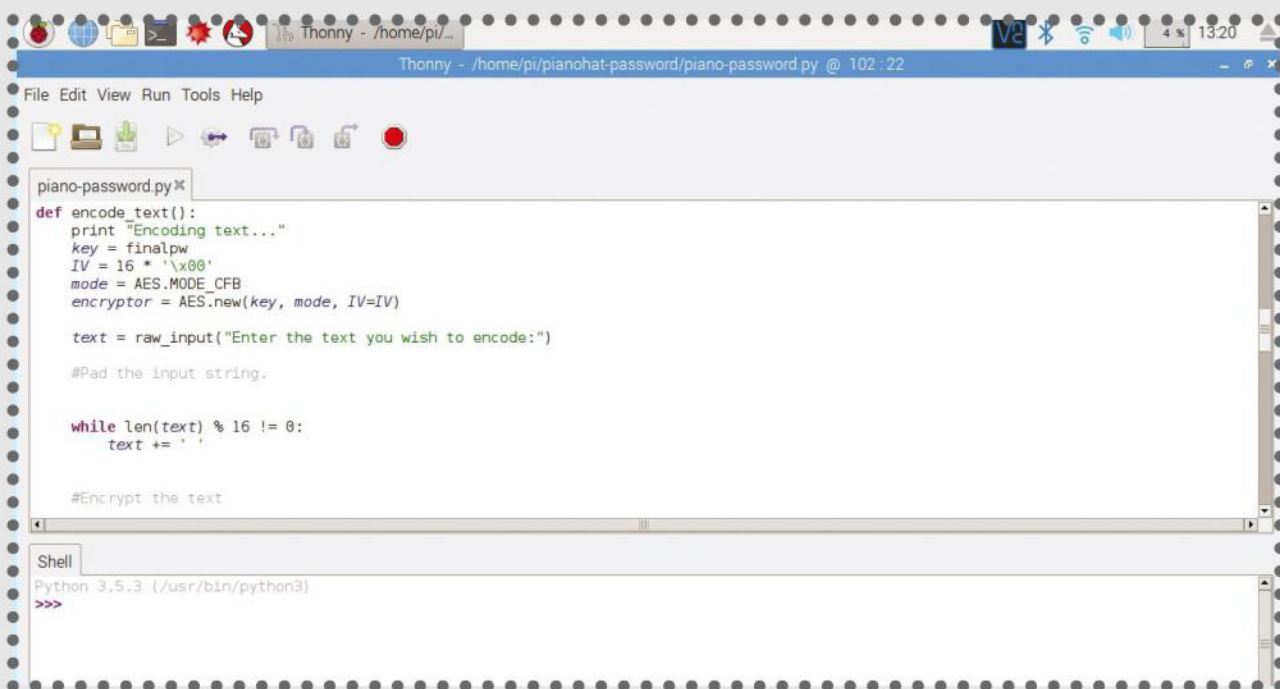 Thonny - /home/pi/...
4 %
13:20
Thonny - /home/pi/pianohat-password/piano-password.py @ 102 : 22
File Edit View Run Tools Help
piano-password.py
def encode_text():
    print "Encoding text..."
    key = finalpw
    IV = 16 * '\x00'
    mode = AES.MODE_CFB
    encryptor = AES.new(key, mode, IV=IV)
    text = raw_input("Enter the text you wish to encode:")
    #Pad the input string.
    while len(text) % 16 != 0:
        text += ' '
    #Encrypt the text
Shell
Python 3.5.3 (/usr/bin/python3)
>>>